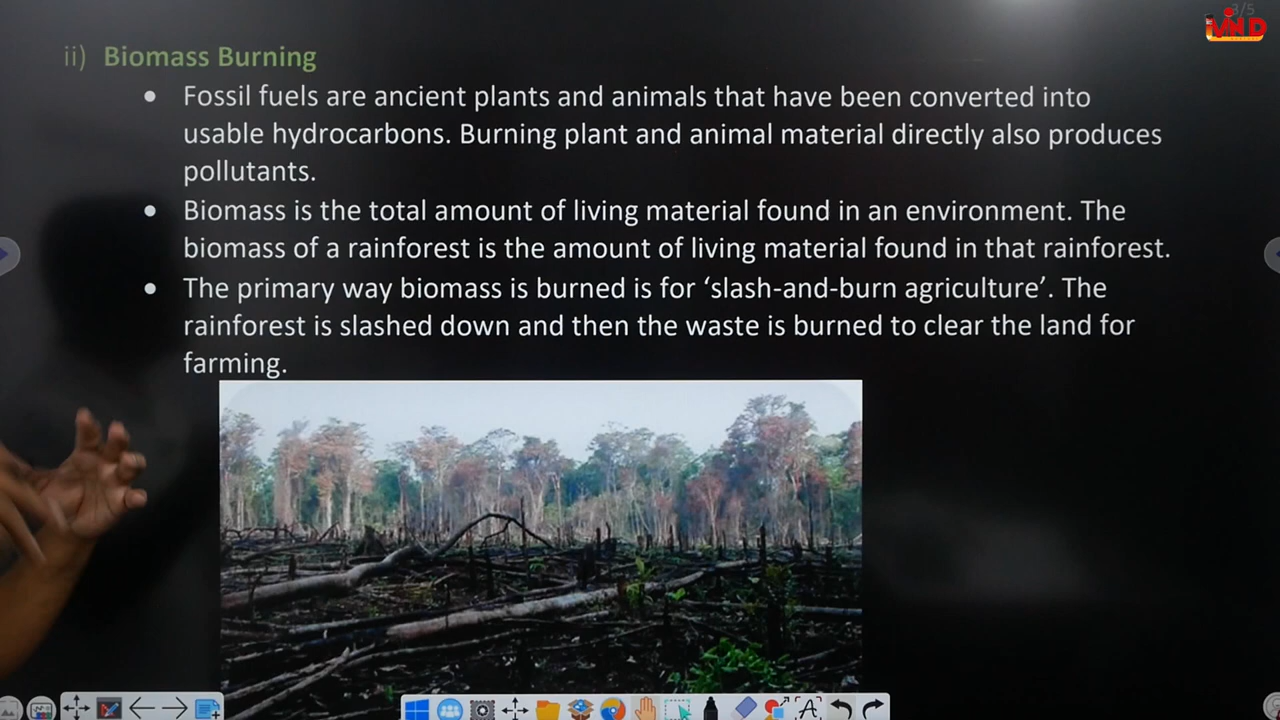 3/5
MIND
ii) Biomass Burning
• Fossil fuels are ancient plants and animals that have been converted into
usable hydrocarbons. Burning plant and animal material directly also produces
pollutants.
• Biomass is the total amount of living material found in an environment. The
biomass of a rainforest is the amount of living material found in that rainforest.
• The primary way biomass is burned is for ‘slash-and-burn agriculture’. The
rainforest is slashed down and then the waste is burned to clear the land for
farming.
A